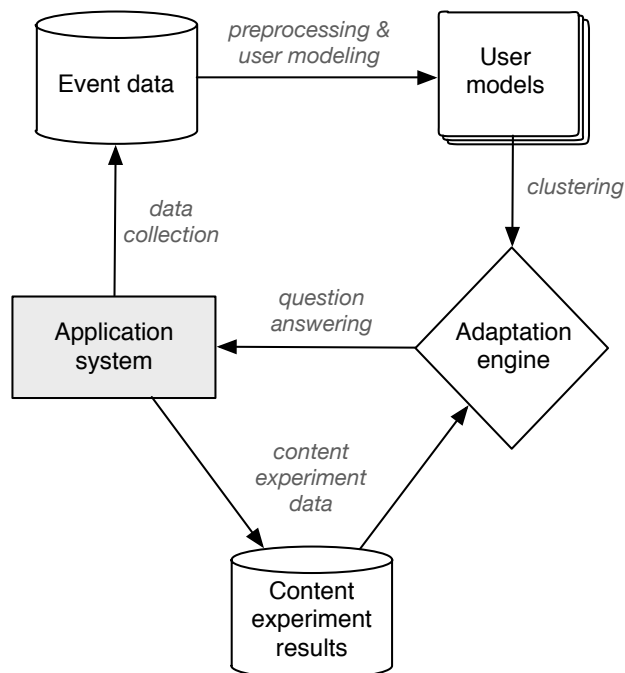 preprocessing &
user modeling
Event data
User
models
clustering
data
collection
question
answering
Application
system
Adaptation
engine
content
experiment
data
Content
experiment
results